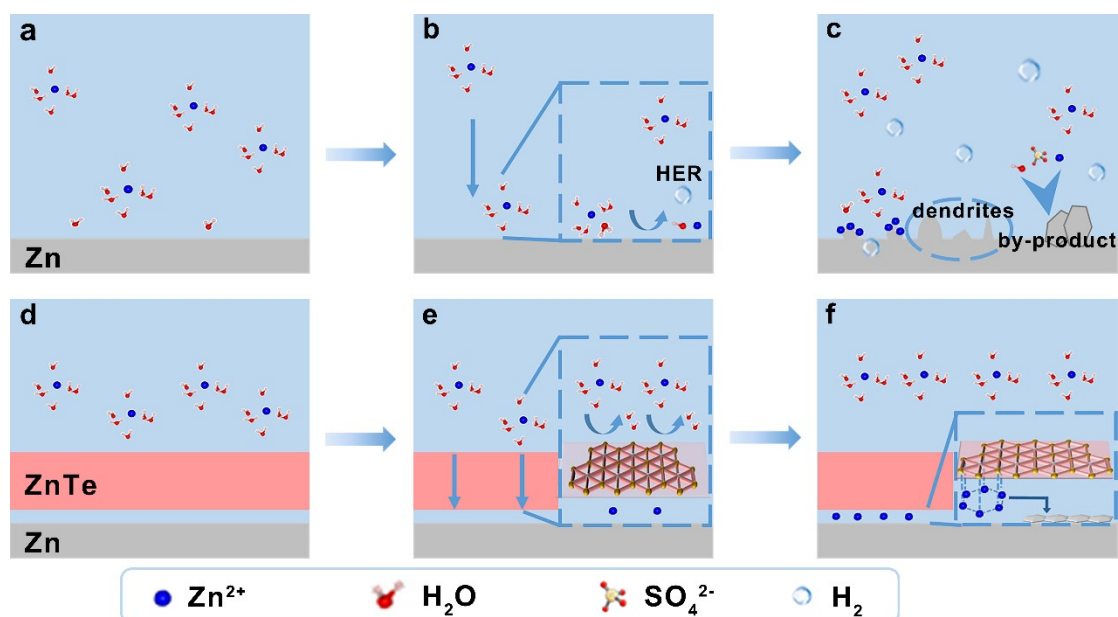 a
Zn
b
HER
c
dendrites
by-product
d
ZnTe
Zn
e
f
Zn²⁺
H₂O
SO₄²⁻
H₂